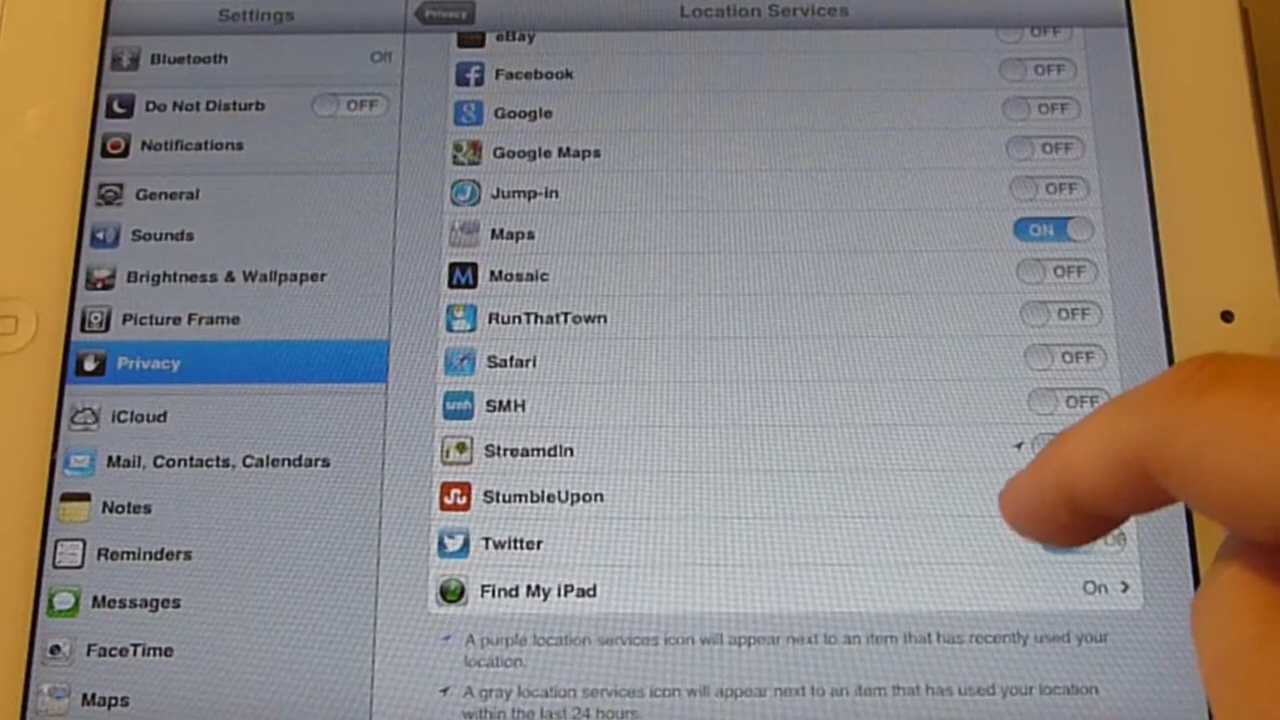 Settings
Privacy
Location Services
Bluetooth Off
Do Not Disturb OFF
Notifications
General
Sounds
Brightness & Wallpaper
Picture Frame
Privacy
iCloud
Mail, Contacts, Calendars
Notes
Reminders
Messages
FaceTime
Maps
eBay OFF
Facebook OFF
Google OFF
Google Maps OFF
Jump-in OFF
Maps ON
Mosaic OFF
RunThatTown OFF
Safari OFF
smh SMH OFF
StreamdIn
StumbleUpon
Twitter
Find My iPad On
A purple location services icon will appear next to an item that has recently used your
location.
A gray location services icon will appear next to an item that has used your location
within the last 24 hours.